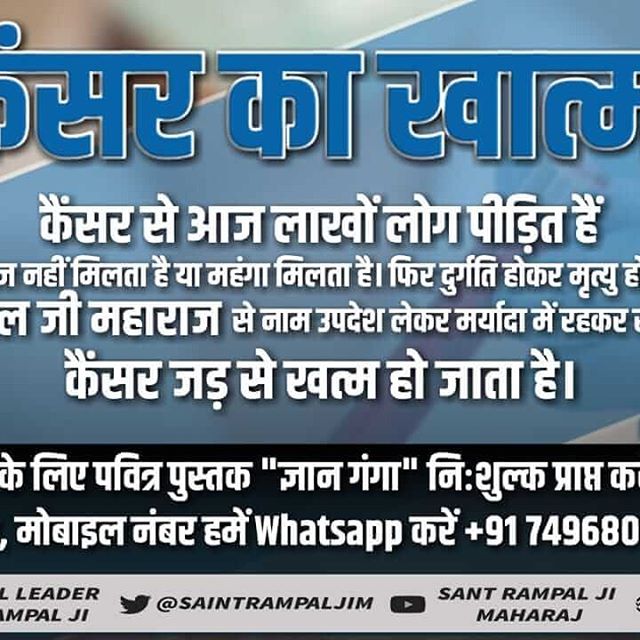 कैंसर का खात्म
कैंसर से आज लाखों लोग पीड़ित हैं
नहीं मिलता है या महंगा मिलता है। फिर दुर्गति होकर मृत्यु
जी महाराज से नाम उपदेश लेकर मर्यादा में रहकर
कैंसर जड़ से खत्म हो जाता है।
के लिए पवित्र पुस्तक "ज्ञान गंगा" नि:शुल्क प्राप्त
, मोबाइल नंबर हमें Whatsapp करें +91 749680
L LEADER @SAINTRAMPALJIM SANT RAMPAL JI
AMPAL JI MAHARAJ